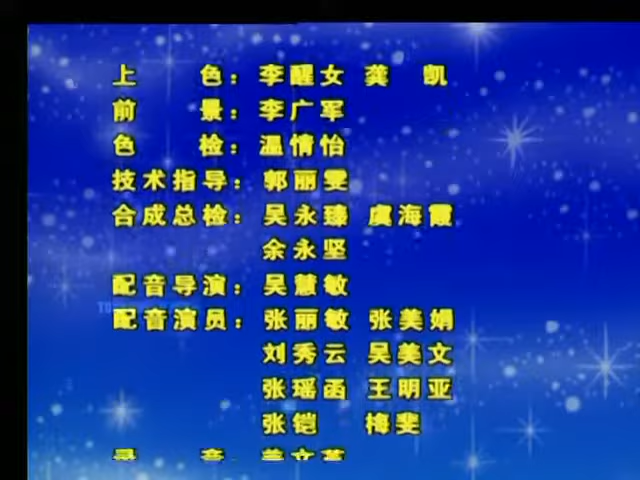 上 色：李醒女 龚 凯
前 景：李广军
色 检：温情怡
技术指导：郭丽雯
合成总检：吴永臻 虞海霞
余永坚
配音导演：吴慧敏
配音演员：张丽敏 张美娟
刘秀云 吴美文
张瑶函 王明亚
张铠 梅斐